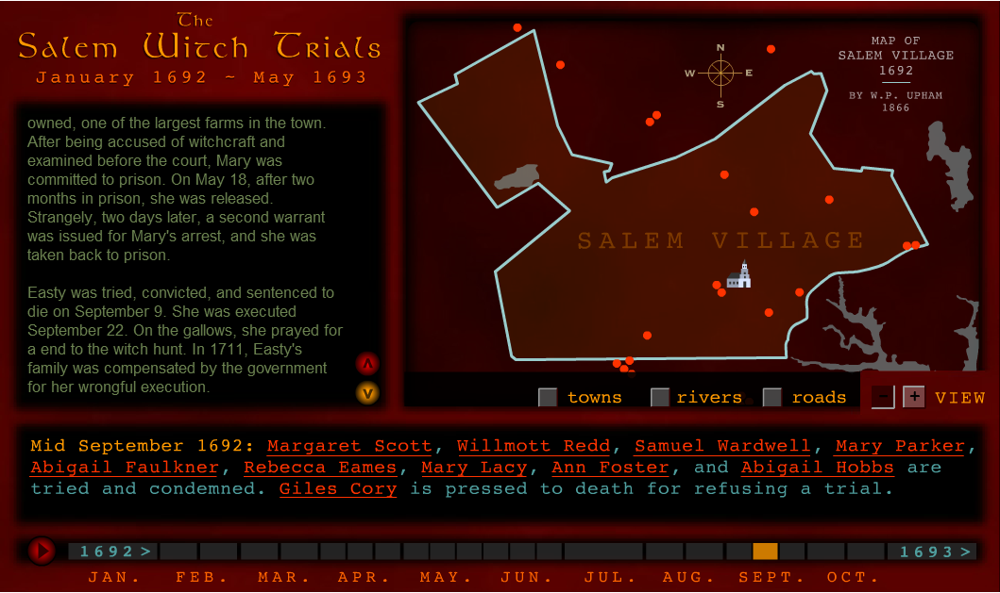 The
Salem Witch Trials
January 1692 ~ May 1693
owned, one of the largest farms in the town.
After being accused of witchcraft and
examined before the court, Mary was
committed to prison. On May 18, after two
months in prison, she was released.
Strangely, two days later, a second warrant
was issued for Mary's arrest, and she was
taken back to prison.
Easty was tried, convicted, and sentenced to
die on September 9. She was executed
September 22. On the gallows, she prayed for
a end to the witch hunt. In 1711, Easty's
family was compensated by the government
for her wrongful execution.
N
W E
S
MAP OF
SALEM VILLAGE
1692
BY W.P. UPHAM
1866
SALEM VILLAGE
towns rivers roads - + VIEW
Mid September 1692: Margaret Scott, Willmott Redd, Samuel Wardwell, Mary Parker,
Abigail Faulkner, Rebecca Eames, Mary Lacy, Ann Foster, and Abigail Hobbs are
tried and condemned. Giles Cory is pressed to death for refusing a trial.
1692 > 1693 >
JAN. FEB. MAR. APR. MAY. JUN. JUL. AUG. SEPT. OCT.